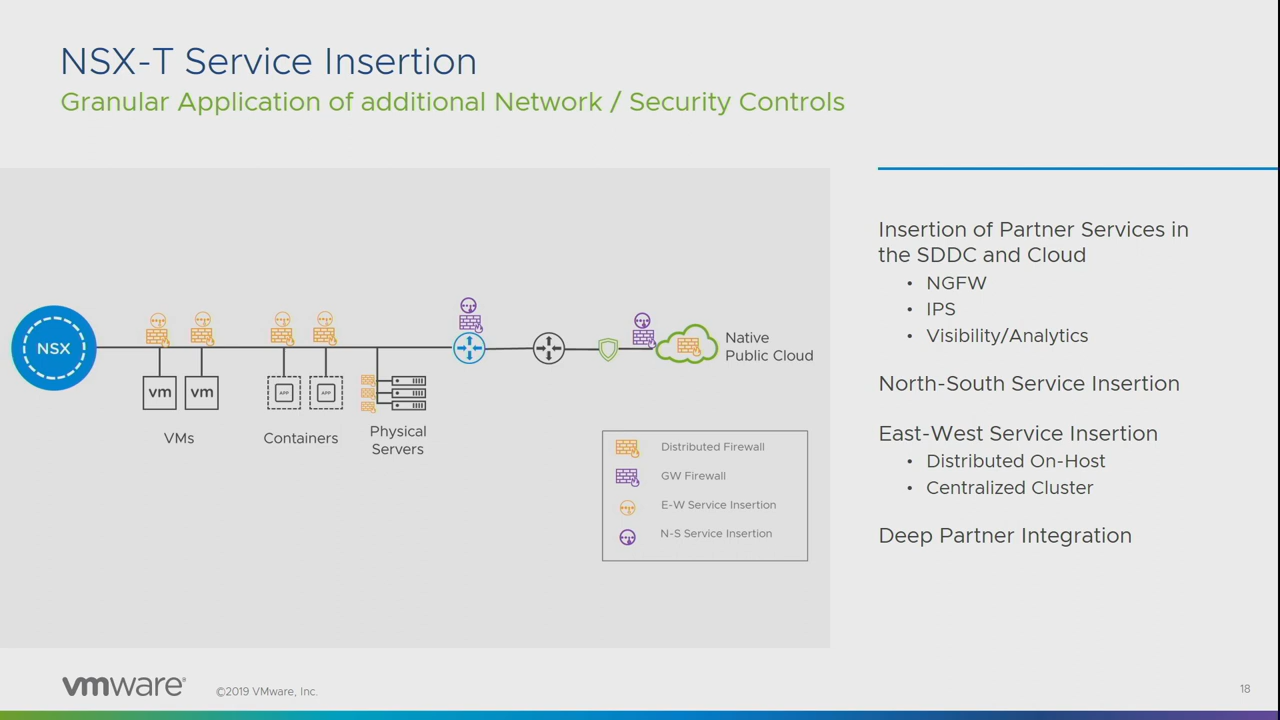 NSX-T Service Insertion
Granular Application of additional Network / Security Controls
NSX
vm
vm
APP
APP
VMs
Containers
Physical
Servers
Native
Public Cloud
Distributed Firewall
GW Firewall
E-W Service Insertion
N-S Service Insertion
Insertion of Partner Services in
the SDDC and Cloud
• NGFW
• IPS
• Visibility/Analytics
North-South Service Insertion
East-West Service Insertion
• Distributed On-Host
• Centralized Cluster
Deep Partner Integration
vmware®
©2019 VMware, Inc.
18